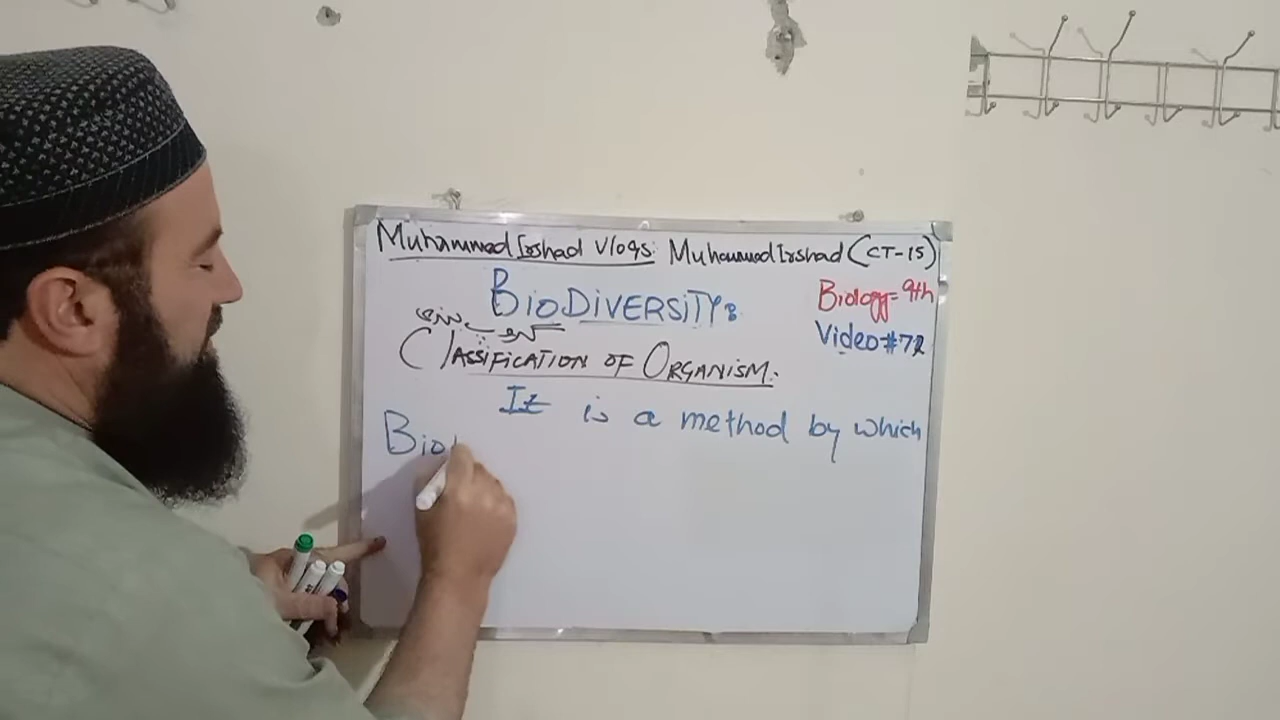 Muhammad Irshad Vlogs: Muhammad Irshad (CT-15)
BIODIVERSITY:
Biology=9th
Video#72
CLASSIFICATION OF ORGANISM.
It is a method by which
Bio